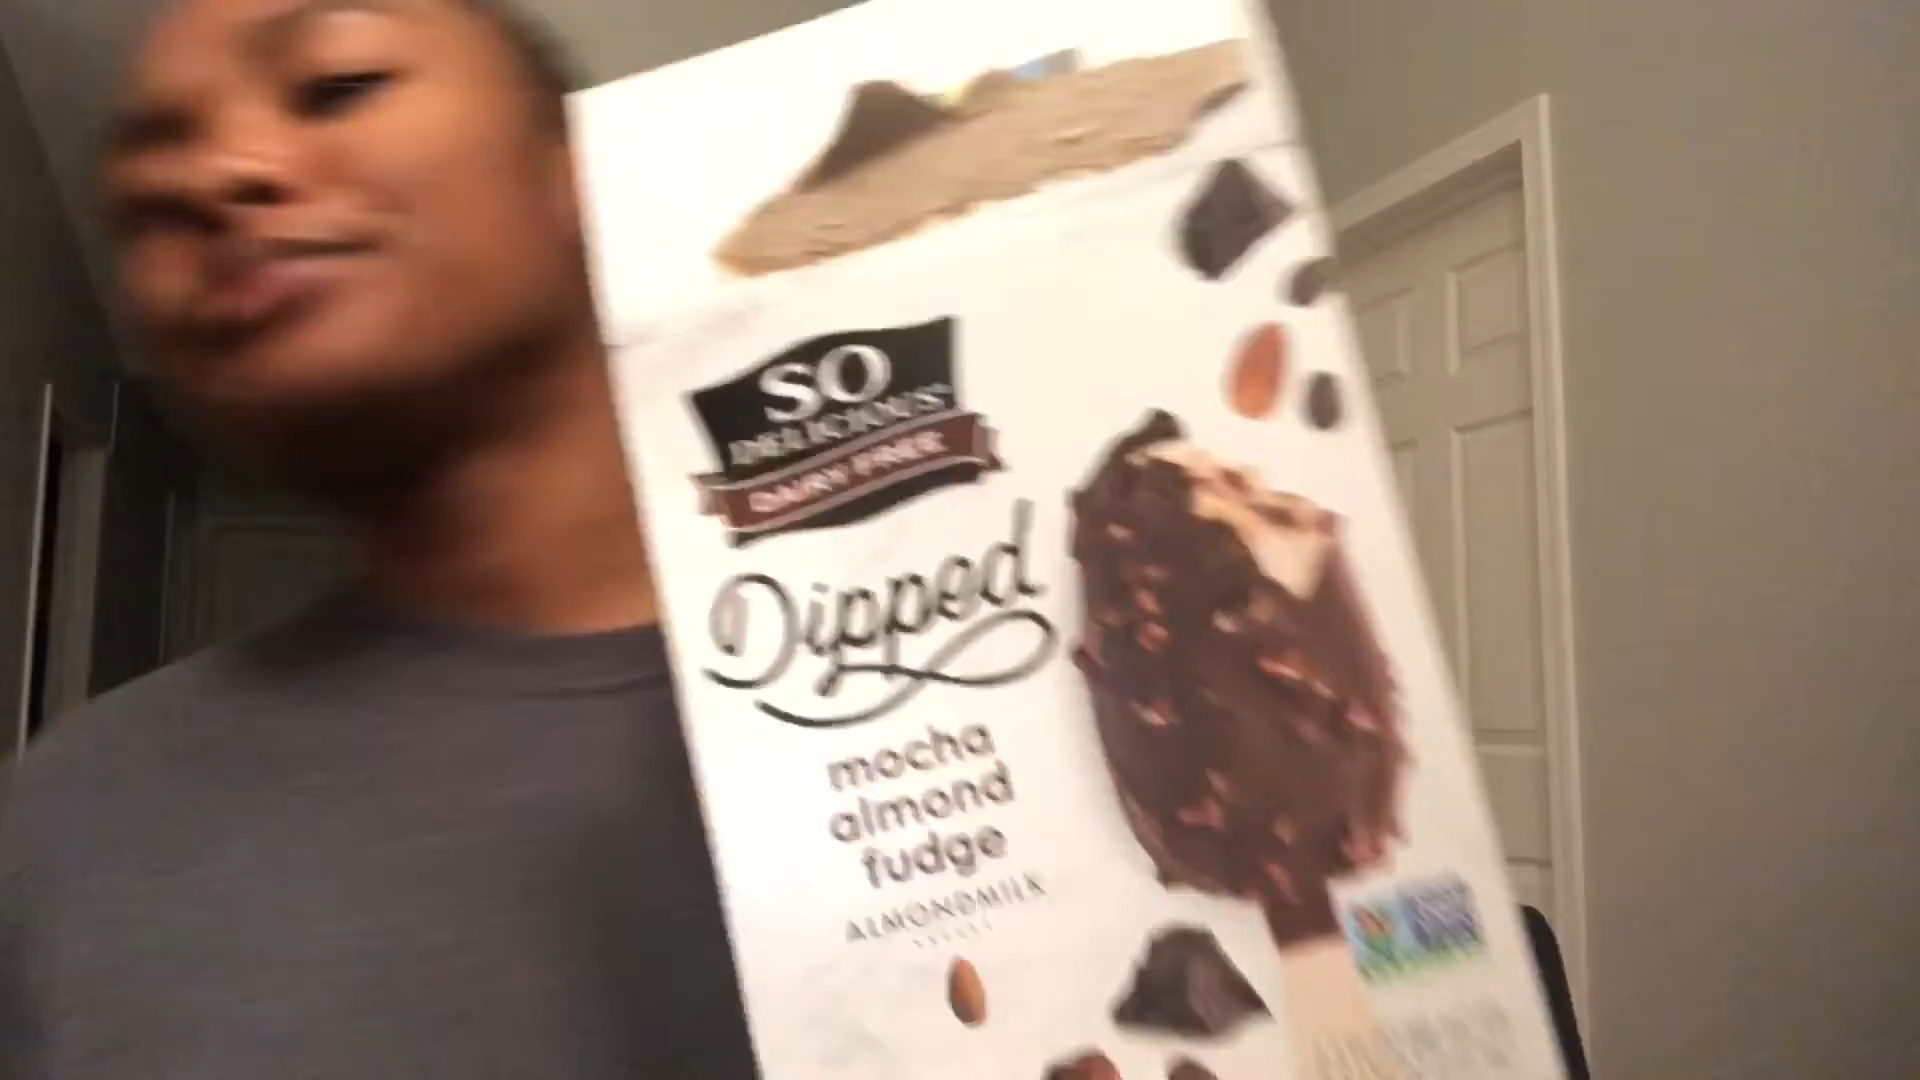 SO
DELICIOUS
DAIRY FREE
Dipped
mocha
almond
fudge
ALMONDMILK